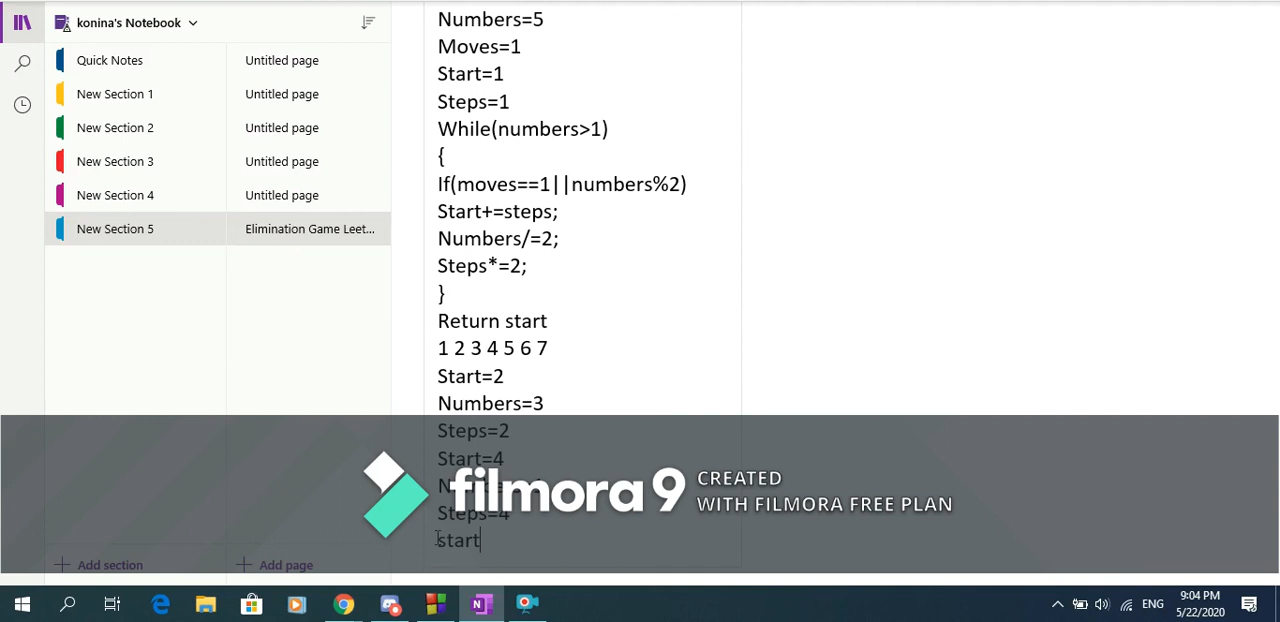 konina's Notebook
Quick Notes
Untitled page
New Section 1
Untitled page
New Section 2
Untitled page
New Section 3
Untitled page
New Section 4
Untitled page
New Section 5
Elimination Game Leet...
Add section
Add page
Numbers=5
Moves=1
Start=1
Steps=1
While(numbers>1)
{
If(moves==1||numbers%2)
Start+=steps;
Numbers/=2;
Steps*=2;
}
Return start
1 2 3 4 5 6 7
Start=2
Numbers=3
Steps=2
Start=4
Steps=4
start
filmora9
CREATED
WITH FILMORA FREE PLAN
ENG
9:04 PM
5/22/2020